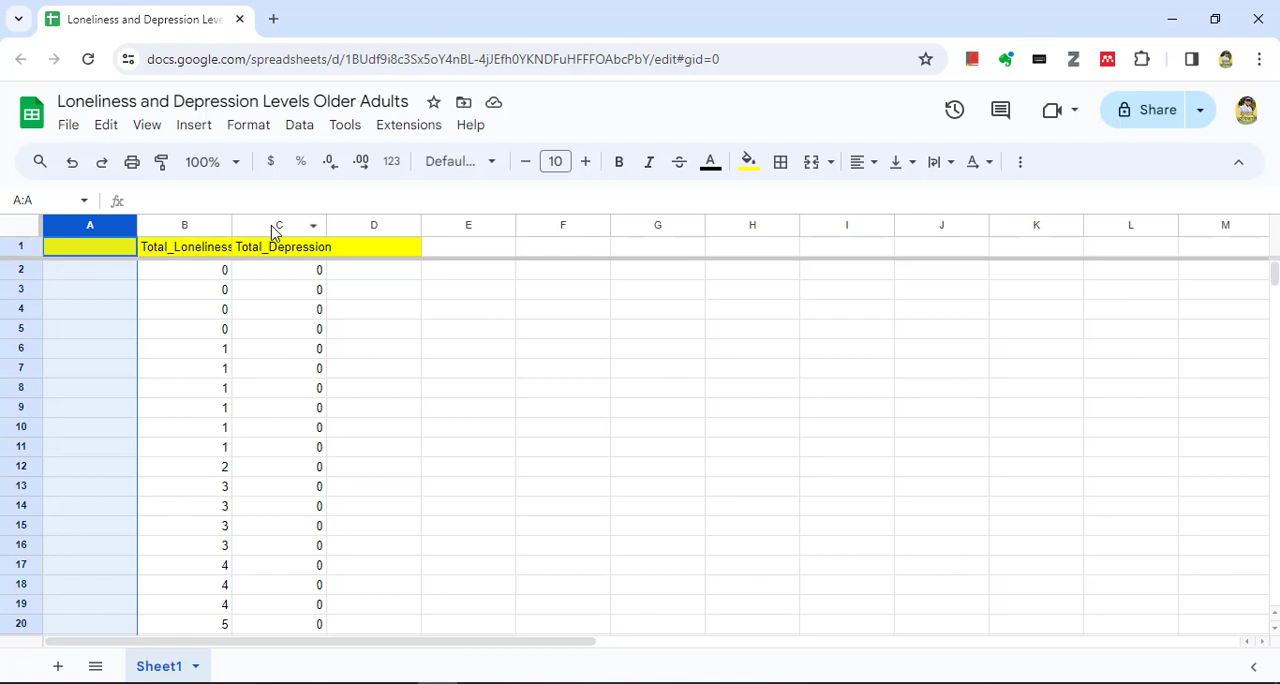 Loneliness and Depression Leve
docs.google.com/spreadsheets/d/1BUdf9i8c3Sx5oY4nBL-4jJEfh0YKNDFuHFFFOAbcPbY/edit#gid=0
Loneliness and Depression Levels Older Adults
Share
File Edit View Insert Format Data Tools Extensions Help
100% $ % .0 .00 123 Defaul... 10 B I S A A
A:A fx
A B C D E F G H I J K L M
1 Total_Loneliness Total_Depression
2 0 0
3 0 0
4 0 0
5 0 0
6 1 0
7 1 0
8 1 0
9 1 0
10 1 0
11 1 0
12 2 0
13 3 0
14 3 0
15 3 0
16 3 0
17 4 0
18 4 0
19 4 0
20 5 0
Sheet1